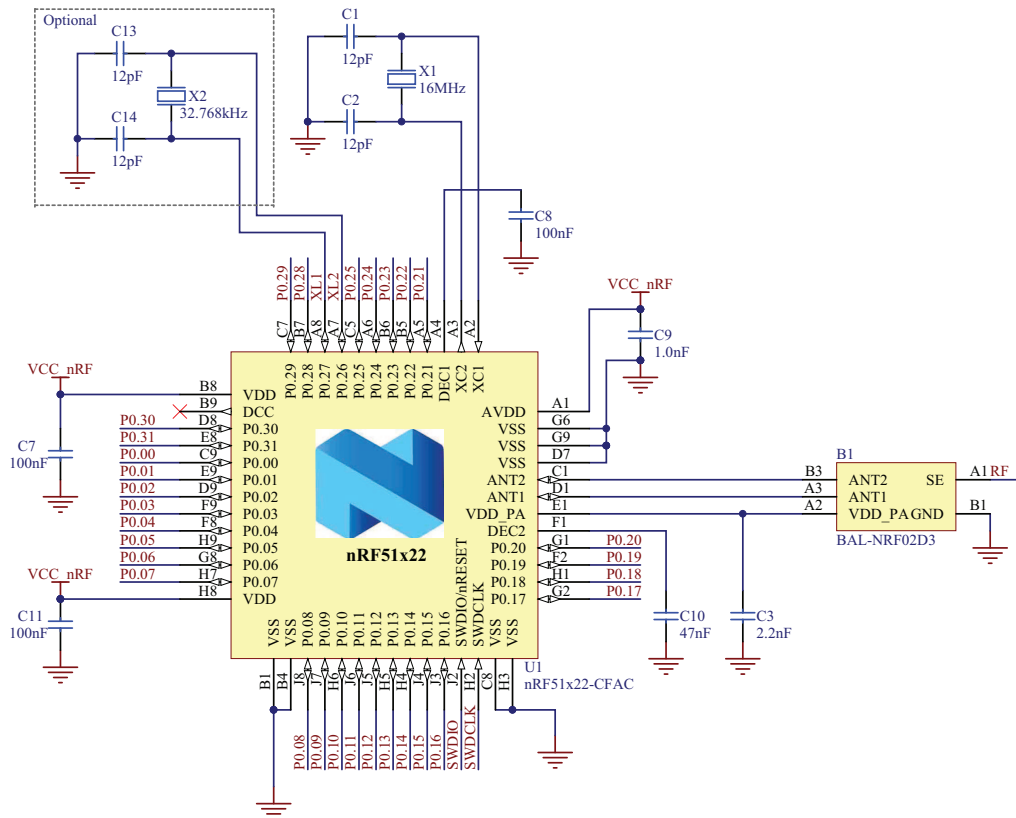 Optional
C13
12pF
X2
32.768kHz
C14
12pF
C1
12pF
X1
16MHz
C2
12pF
C8
100nF
P0.29
P0.28
XL1
XL2
P0.25
P0.24
P0.23
P0.22
P0.21
C7
B7
A8
A7
C5
A6
B6
B5
A5
A4
A3
A2
P0.29
P0.28
P0.27
P0.26
P0.25
P0.24
P0.23
P0.22
P0.21
DEC1
XC2
XC1
VCC_nRF
C9
1.0nF
VCC_nRF
C7
100nF
B8 VDD
B9 DCC
P0.30 D8 P0.30
P0.31 E8 P0.31
P0.00 C9 P0.00
P0.01 E9 P0.01
P0.02 D9 P0.02
P0.03 F9 P0.03
P0.04 F8 P0.04
P0.05 H9 P0.05
P0.06 G8 P0.06
P0.07 H7 P0.07
H8 VDD
VCC_nRF
C11
100nF
nRF51x22
AVDD A1
VSS G6
VSS G9
VSS D7
ANT2 C1
ANT1 D1
VDD_PA E1
DEC2 F1
P0.20 G1 P0.20
P0.19 F2 P0.19
P0.18 H1 P0.18
P0.17 G2 P0.17
B1
B3 ANT2 SE A1 RF
A3 ANT1
A2 VDD_PA GND B1
BAL-NRF02D3
C10
47nF
C3
2.2nF
VSS
VSS
P0.08
P0.09
P0.10
P0.11
P0.12
P0.13
P0.14
P0.15
P0.16
SWDIO/nRESET
SWDCLK
VSS
VSS
U1
nRF51x22-CFAC
B1
B4
J8
J7
H6
J6
J5
H5
H4
J4
J3
J2
H2
C8
H3
P0.08
P0.09
P0.10
P0.11
P0.12
P0.13
P0.14
P0.15
P0.16
SWDIO
SWDCLK